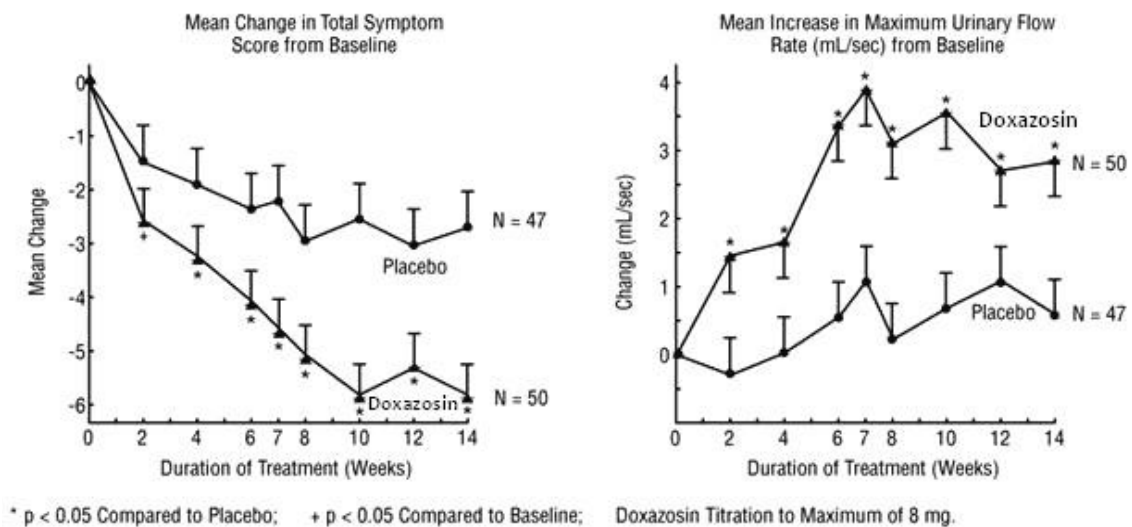 Mean Change in Total Symptom
Score from Baseline
0
-1
-2
-3
-4
-5
-6
Mean Change
+
*
*
*
*
*
*
*
Placebo
N = 47
Doxazosin
N = 50
0 2 4 6 7 8 10 12 14
Duration of Treatment (Weeks)
Mean Increase in Maximum Urinary Flow
Rate (mL/sec) from Baseline
4
3
2
1
0
Change (mL/sec)
*
*
*
*
*
*
*
*
Doxazosin
N = 50
Placebo
N = 47
0 2 4 6 7 8 10 12 14
Duration of Treatment (Weeks)
* p < 0.05 Compared to Placebo; + p < 0.05 Compared to Baseline; Doxazosin Titration to Maximum of 8 mg.